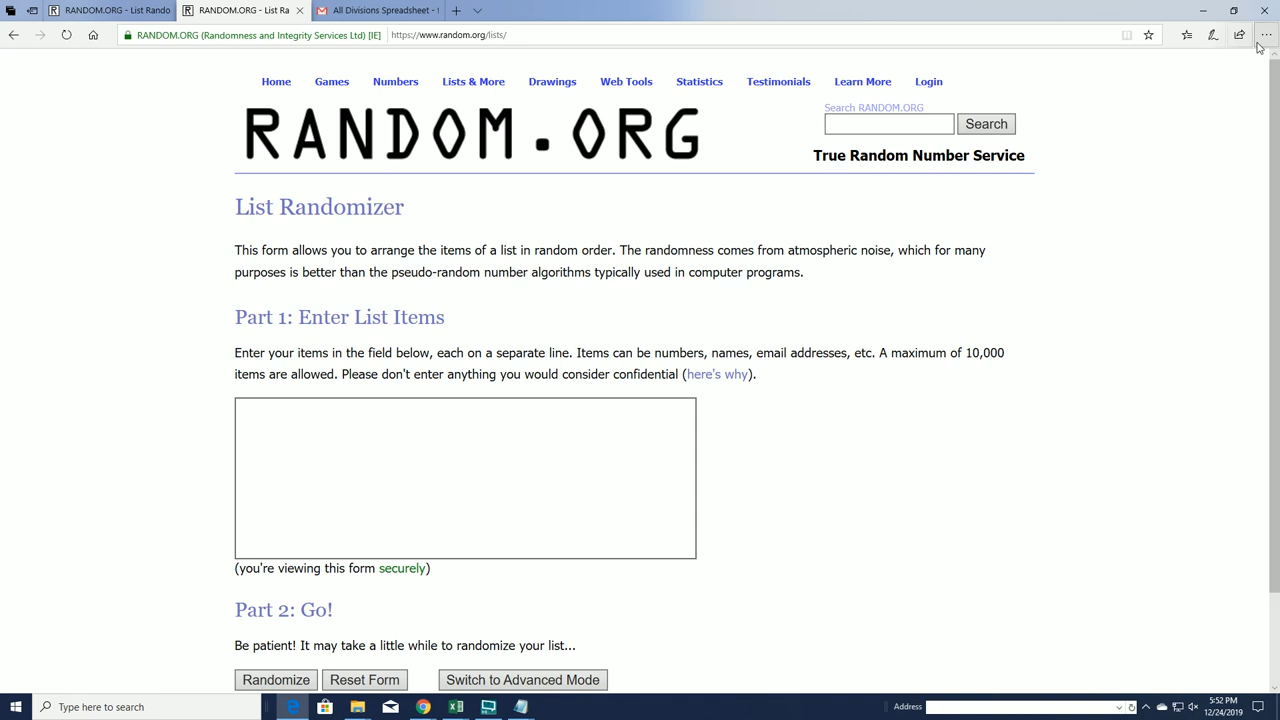 RANDOM.ORG - List Rando
RANDOM.ORG - List Ra
All Divisions Spreadsheet -
RANDOM.ORG (Randomness and Integrity Services Ltd) [IE]
https://www.random.org/lists/
Home Games Numbers Lists & More Drawings Web Tools Statistics Testimonials Learn More Login
RANDOM.ORG
Search RANDOM.ORG
Search
True Random Number Service
List Randomizer
This form allows you to arrange the items of a list in random order. The randomness comes from atmospheric noise, which for many
purposes is better than the pseudo-random number algorithms typically used in computer programs.
Part 1: Enter List Items
Enter your items in the field below, each on a separate line. Items can be numbers, names, email addresses, etc. A maximum of 10,000
items are allowed. Please don't enter anything you would consider confidential (here's why).
(you're viewing this form securely)
Part 2: Go!
Be patient! It may take a little while to randomize your list...
Randomize Reset Form Switch to Advanced Mode
Type here to search
Address
5:52 PM
12/24/2019